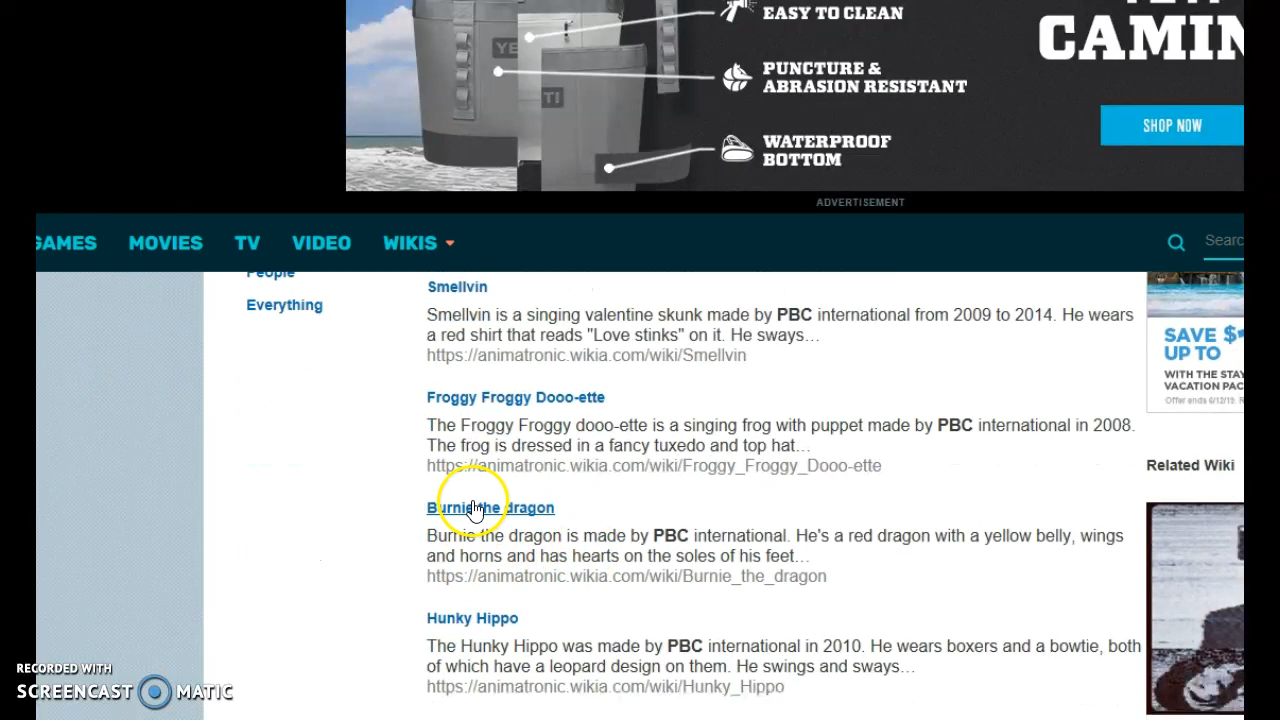 EASY TO CLEAN
CAMIN
PUNCTURE &
ABRASION RESISTANT
SHOP NOW
WATERPROOF
BOTTOM
ADVERTISEMENT
GAMES MOVIES TV VIDEO WIKIS Searc
People
Everything
Smellvin
Smellvin is a singing valentine skunk made by PBC international from 2009 to 2014. He wears
a red shirt that reads "Love stinks" on it. He sways...
https://animatronic.wikia.com/wiki/Smellvin
SAVE $
UP TO
WITH THE STAY
VACATION PAC
Offer ends 6/12/19. R
Froggy Froggy Dooo-ette
The Froggy Froggy dooo-ette is a singing frog with puppet made by PBC international in 2008.
The frog is dressed in a fancy tuxedo and top hat...
https://animatronic.wikia.com/wiki/Froggy_Froggy_Dooo-ette
Related Wiki
Burnie the dragon
Burnie the dragon is made by PBC international. He's a red dragon with a yellow belly, wings
and horns and has hearts on the soles of his feet...
https://animatronic.wikia.com/wiki/Burnie_the_dragon
Hunky Hippo
The Hunky Hippo was made by PBC international in 2010. He wears boxers and a bowtie, both
of which have a leopard design on them. He swings and sways...
https://animatronic.wikia.com/wiki/Hunky_Hippo
RECORDED WITH
SCREENCAST MATIC